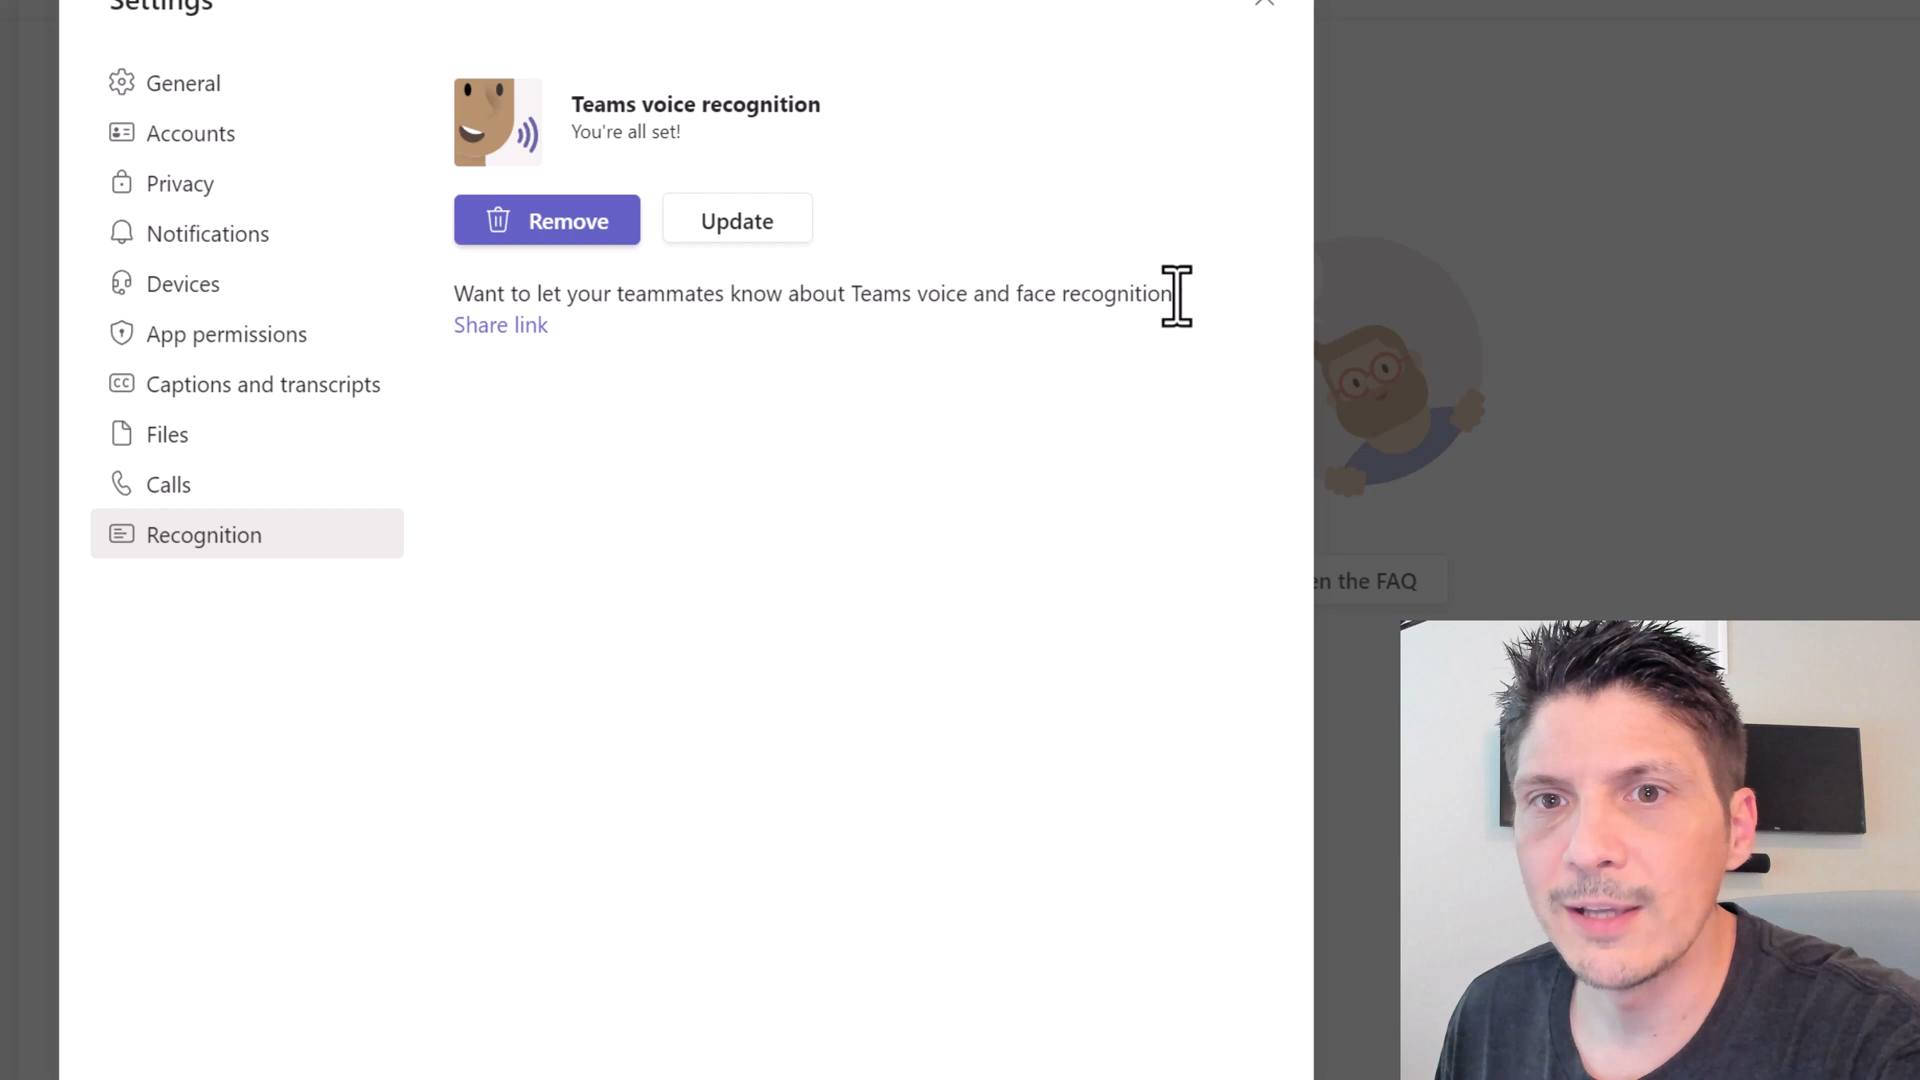 Settings
General
Accounts
Privacy
Notifications
Devices
App permissions
CC Captions and transcripts
Files
Calls
Recognition
Teams voice recognition
You're all set!
Remove
Update
Want to let your teammates know about Teams voice and face recognition
Share link
the FAQ